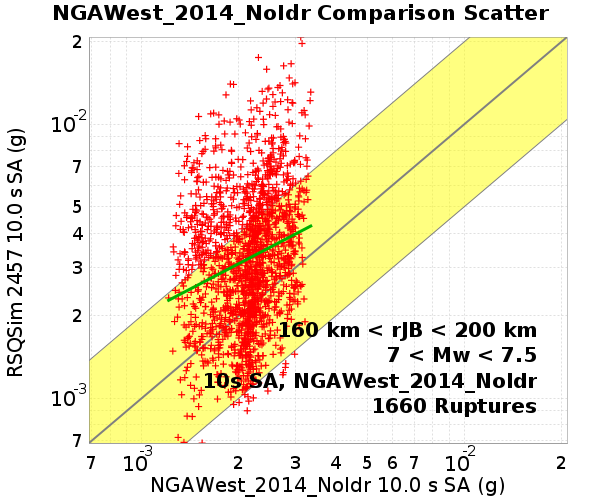 NGAWest_2014_NoIdr Comparison Scatter
RSQSim 2457 10.0 s SA (g)
2
10-2
7
5
4
3
2
10-3
7
160 km < rJB < 200 km
7 < Mw < 7.5
10s SA, NGAWest_2014_NoIdr
1660 Ruptures
7 10-3 2 3 4 5 6 7 10-2 2
NGAWest_2014_NoIdr 10.0 s SA (g)